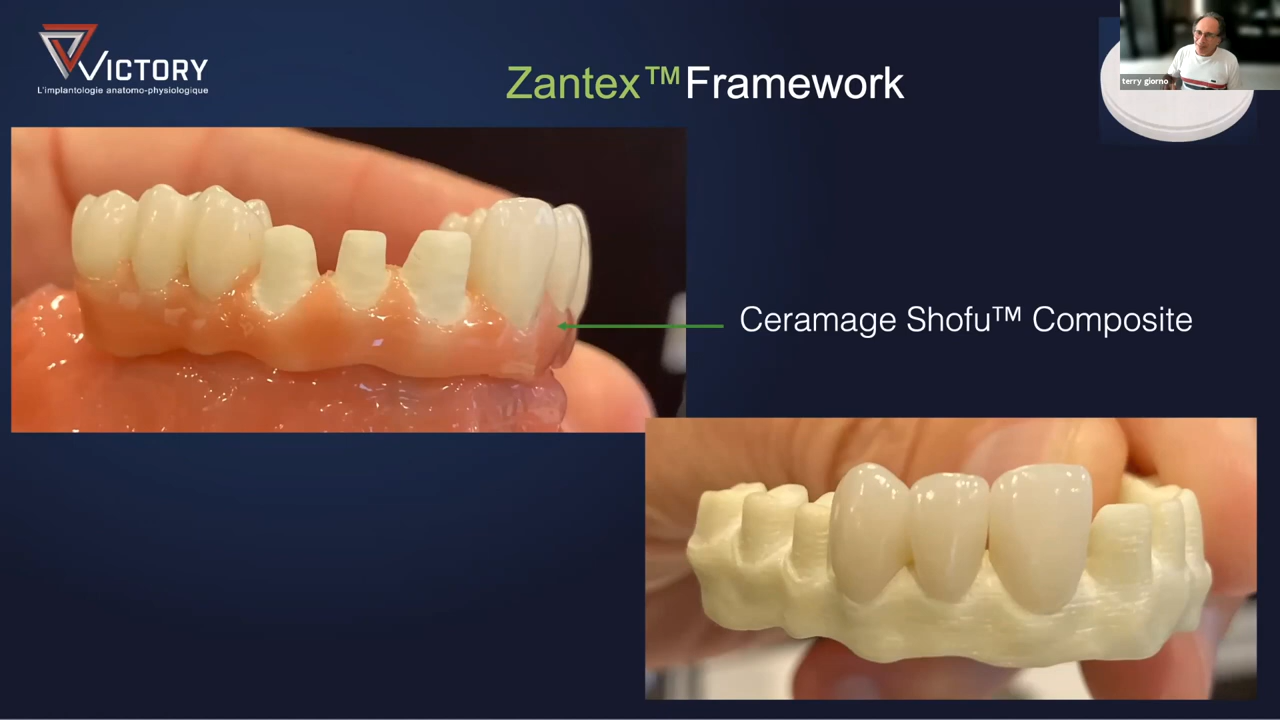 VICTORY
L'implantologie anatomo-physiologique
Zantex™ Framework
terry giorno
Ceramage Shofu™ Composite